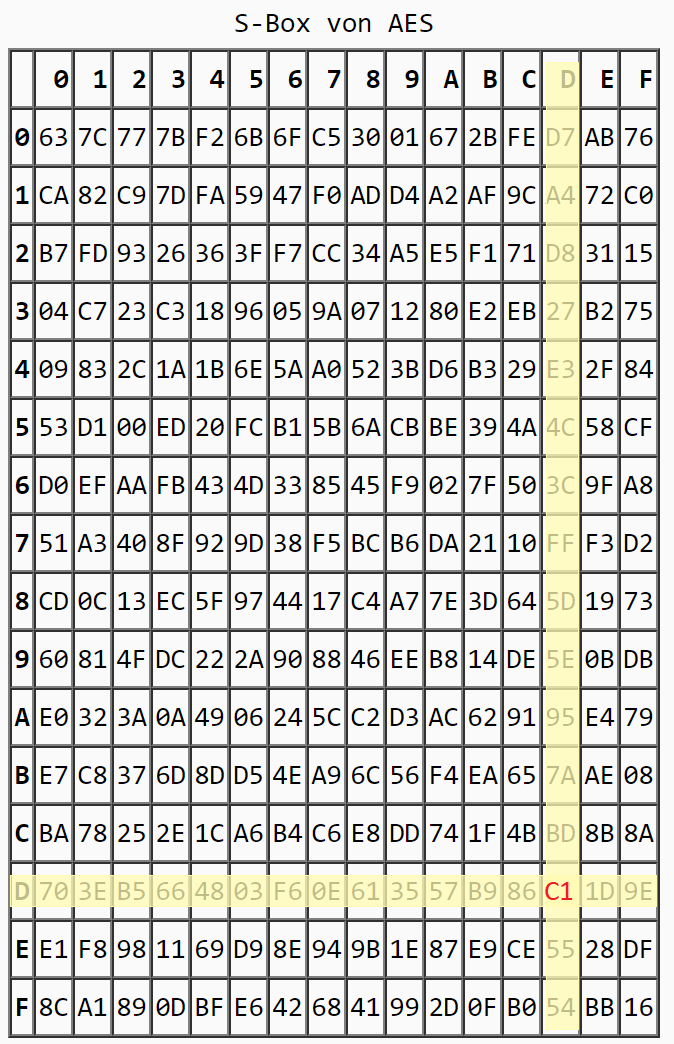 S-Box von AES
0 1 2 3 4 5 6 7 8 9 A B C D E F
0 63 7C 77 7B F2 6B 6F C5 30 01 67 2B FE D7 AB 76
1 CA 82 C9 7D FA 59 47 F0 AD D4 A2 AF 9C A4 72 C0
2 B7 FD 93 26 36 3F F7 CC 34 A5 E5 F1 71 D8 31 15
3 04 C7 23 C3 18 96 05 9A 07 12 80 E2 EB 27 B2 75
4 09 83 2C 1A 1B 6E 5A A0 52 3B D6 B3 29 E3 2F 84
5 53 D1 00 ED 20 FC B1 5B 6A CB BE 39 4A 4C 58 CF
6 D0 EF AA FB 43 4D 33 85 45 F9 02 7F 50 3C 9F A8
7 51 A3 40 8F 92 9D 38 F5 BC B6 DA 21 10 FF F3 D2
8 CD 0C 13 EC 5F 97 44 17 C4 A7 7E 3D 64 5D 19 73
9 60 81 4F DC 22 2A 90 88 46 EE B8 14 DE 5E 0B DB
A E0 32 3A 0A 49 06 24 5C C2 D3 AC 62 91 95 E4 79
B E7 C8 37 6D 8D D5 4E A9 6C 56 F4 EA 65 7A AE 08
C BA 78 25 2E 1C A6 B4 C6 E8 DD 74 1F 4B BD 8B 8A
D 70 3E B5 66 48 03 F6 0E 61 35 57 B9 86 C1 1D 9E
E E1 F8 98 11 69 D9 8E 94 9B 1E 87 E9 CE 55 28 DF
F 8C A1 89 0D BF E6 42 68 41 99 2D 0F B0 54 BB 16